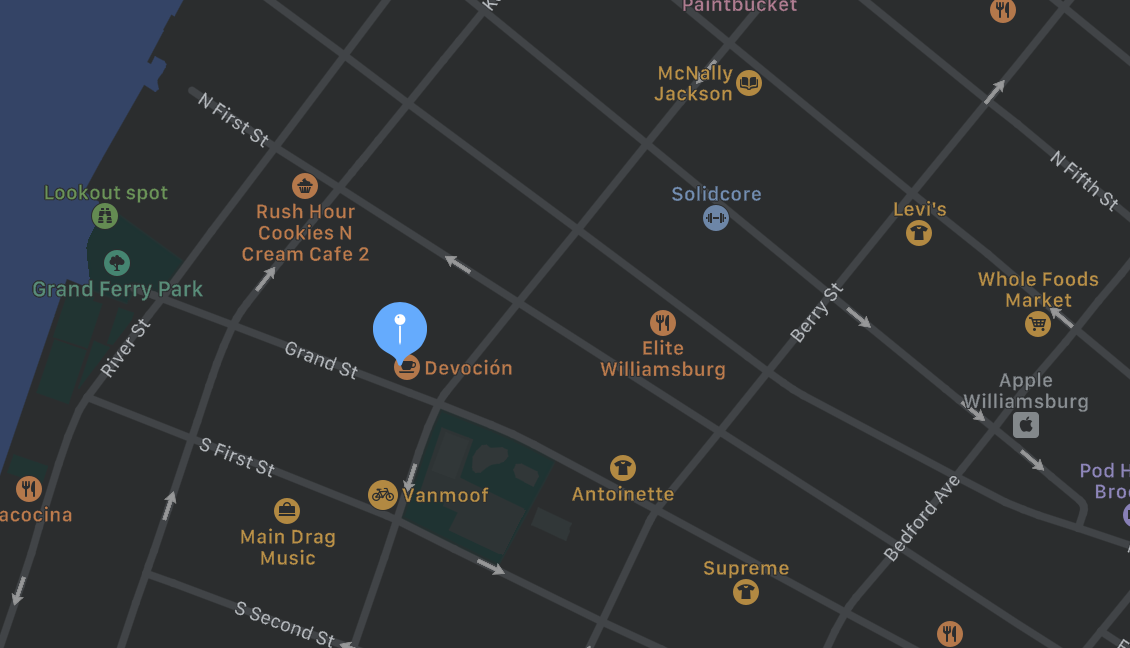 Paintbucket
McNally
Jackson
N First St
N Fifth St
Lookout spot
Solidcore
Rush Hour
Cookies N
Cream Cafe 2
Levi's
Grand Ferry Park
Whole Foods
Market
Berry St
River St
Grand St
Devoción
Elite
Williamsburg
Apple
Williamsburg
S First St
Vanmoof
Antoinette
Pod H
Broo
acocina
Main Drag
Music
Bedford Ave
Supreme
S Second St